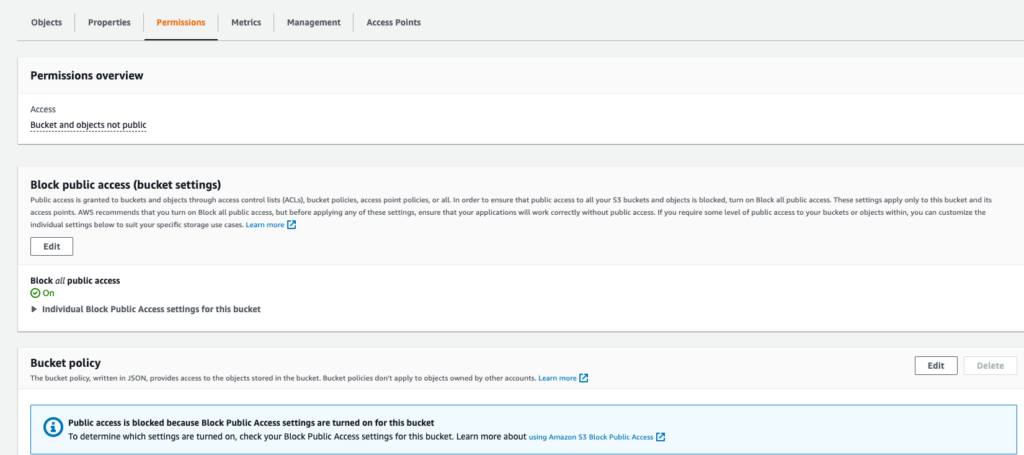 Objects Properties Permissions Metrics Management Access Points
Permissions overview
Access
Bucket and objects not public
Block public access (bucket settings)
Public access is granted to buckets and objects through access control lists (ACLs), bucket policies, access point policies, or all. In order to ensure that public access to all your S3 buckets and objects is blocked, turn on Block all public access. These settings apply only to this bucket and its
access points. AWS recommends that you turn on Block all public access, but before applying any of these settings, ensure that your applications will work correctly without public access. If you require some level of public access to your buckets or objects within, you can customize the
individual settings below to suit your specific storage use cases. Learn more
Edit
Block all public access
On
Individual Block Public Access settings for this bucket
Bucket policy
Edit Delete
The bucket policy, written in JSON, provides access to the objects stored in the bucket. Bucket policies don't apply to objects owned by other accounts. Learn more
Public access is blocked because Block Public Access settings are turned on for this bucket
To determine which settings are turned on, check your Block Public Access settings for this bucket. Learn more about using Amazon S3 Block Public Access